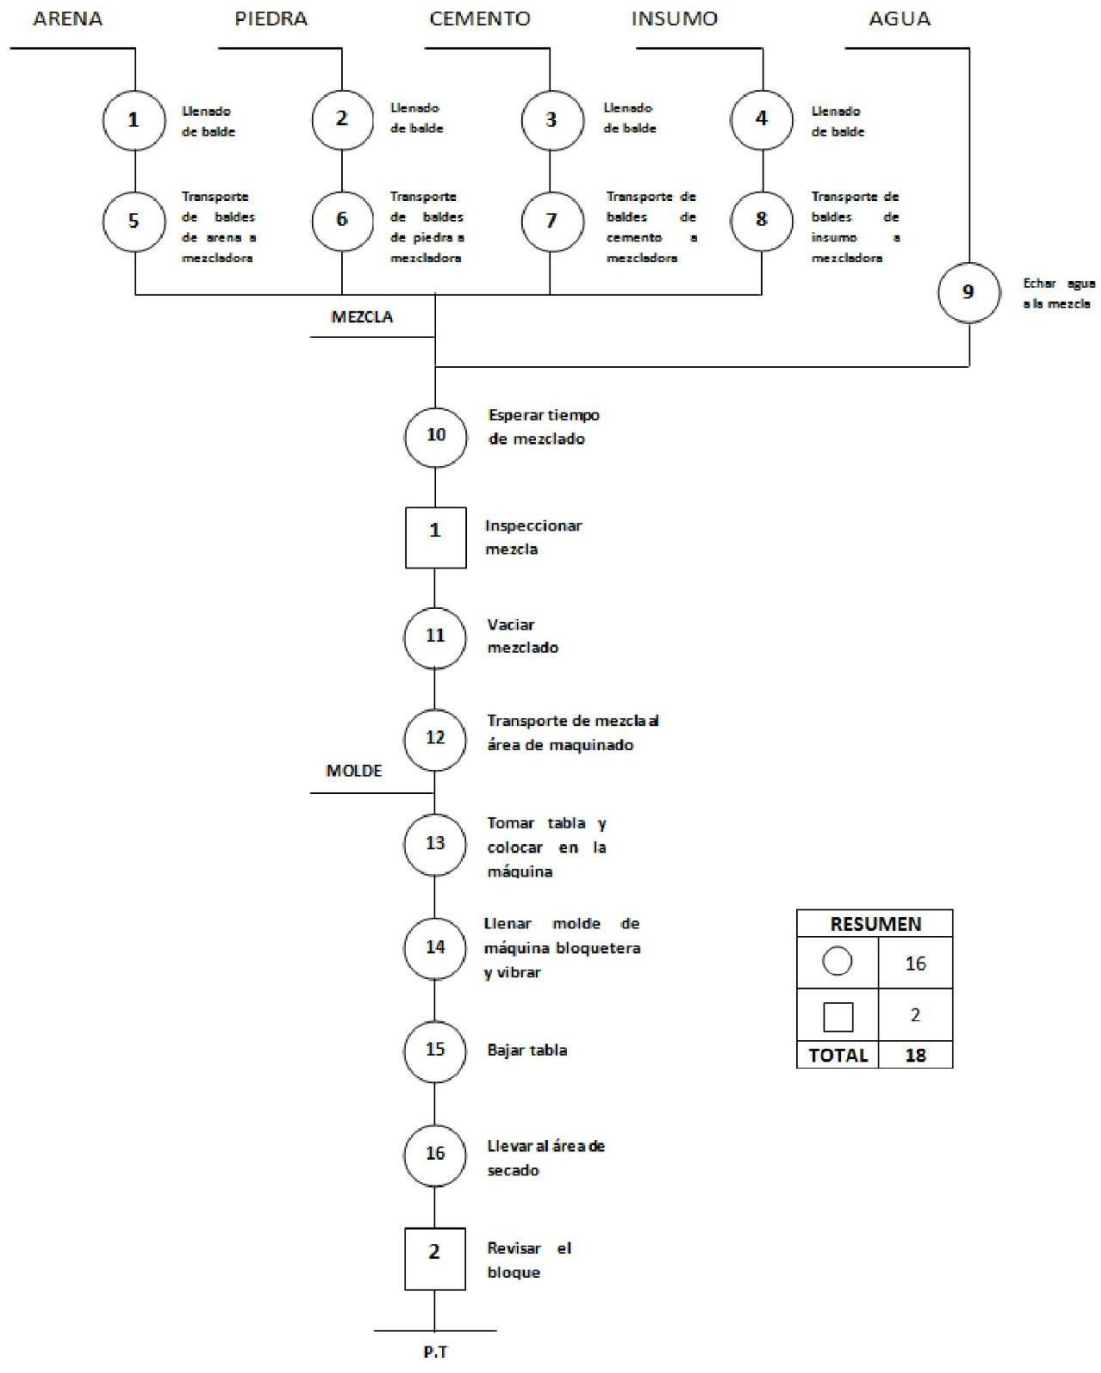 ARENA PIEDRA CEMENTO INSUMO AGUA
1 Llenado
de balde
2 Llenado
de balde
3 Llenado
de balde
4 Llenado
de balde
5 Transporte
de baldes
de arena a
mezcladora
6 Transporte
de baldes
de piedra a
mezcladora
7 Transporte de
baldes de
cemento a
mezcladora
8 Transporte de
baldes de
insumo a
mezcladora
9 Echar agua
a la mezcla
MEZCLA
10 Esperar tiempo
de mezclado
1 Inspeccionar
mezcla
11 Vaciar
mezclado
12 Transporte de mezcla al
área de maquinado
MOLDE
13 Tomar tabla y
colocar en la
máquina
14 Llenar molde de
máquina bloquetera
y vibrar
15 Bajar tabla
16 Llevar al área de
secado
2 Revisar el
bloque
P.T
RESUMEN
16
2
TOTAL 18